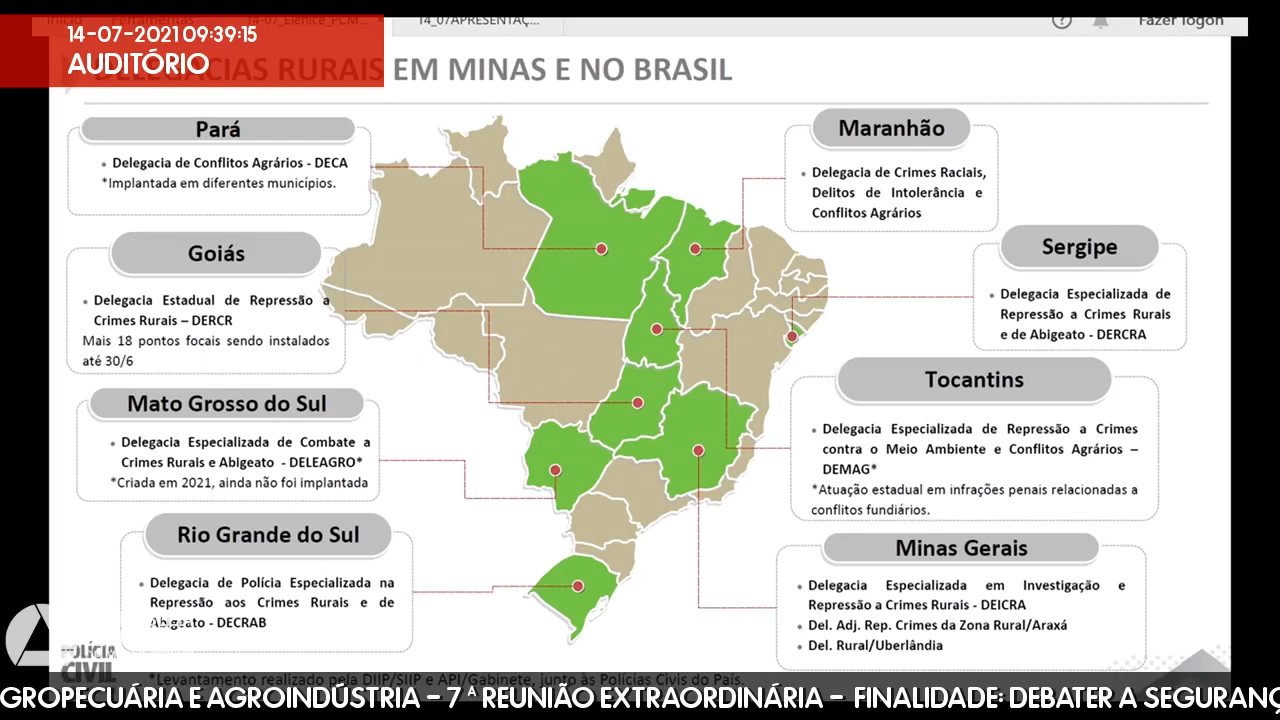 Início
Ferramentas
14-07_Elenice_PCM...
14_07APRESENTAÇ...
Fazer logon
14-07-2021 09:39:15
AUDITÓRIO
DELEGACIAS RURAIS EM MINAS E NO BRASIL
Pará
• Delegacia de Conflitos Agrários - DECA
*Implantada em diferentes municípios.
Goiás
• Delegacia Estadual de Repressão a
Crimes Rurais – DERCR
Mais 18 pontos focais sendo instalados
até 30/6
Mato Grosso do Sul
• Delegacia Especializada de Combate a
Crimes Rurais e Abigeato - DELEAGRO*
*Criada em 2021, ainda não foi implantada
Rio Grande do Sul
• Delegacia de Polícia Especializada na
Repressão aos Crimes Rurais e de
Abigeato - DECRAB
Maranhão
• Delegacia de Crimes Raciais,
Delitos de Intolerância e
Conflitos Agrários
Sergipe
• Delegacia Especializada de
Repressão a Crimes Rurais
e de Abigeato - DERCRA
Tocantins
• Delegacia Especializada de Repressão a Crimes
contra o Meio Ambiente e Conflitos Agrários –
DEMAG*
*Atuação estadual em infrações penais relacionadas a
conflitos fundiários.
Minas Gerais
• Delegacia Especializada em Investigação e
Repressão a Crimes Rurais - DEICRA
• Del. Adj. Rep. Crimes da Zona Rural/Araxá
• Del. Rural/Uberlândia
POLÍCIA
CIVIL
*Levantamento realizado pela DIIP/SIIP e API/Gabinete, junto às Polícias Civis do País.
GROPECUÁRIA E AGROINDÚSTRIA – 7ª REUNIÃO EXTRAORDINÁRIA – FINALIDADE: DEBATER A SEGURANÇ